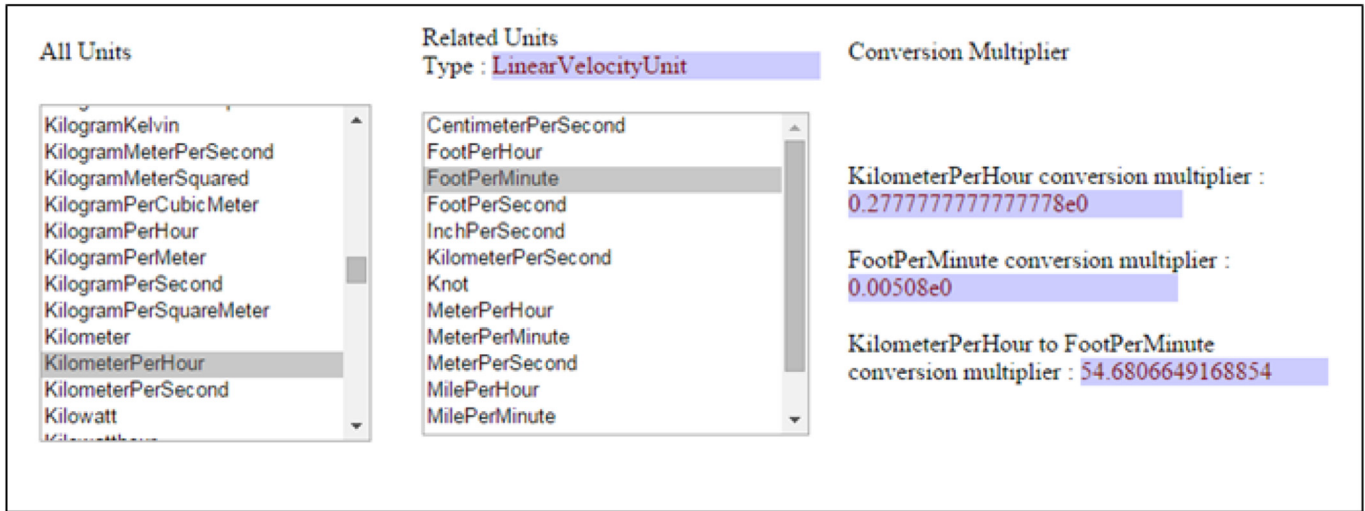 All Units
Related Units
Type : LinearVelocityUnit
Conversion Multiplier
KilogramKelvin
KilogramMeterPerSecond
KilogramMeterSquared
KilogramPerCubicMeter
KilogramPerHour
KilogramPerMeter
KilogramPerSecond
KilogramPerSquareMeter
Kilometer
KilometerPerHour
KilometerPerSecond
Kilowatt
CentimeterPerSecond
FootPerHour
FootPerMinute
FootPerSecond
InchPerSecond
KilometerPerSecond
Knot
MeterPerHour
MeterPerMinute
MeterPerSecond
MilePerHour
MilePerMinute
KilometerPerHour conversion multiplier :
0.2777777777777778e0
FootPerMinute conversion multiplier :
0.00508e0
KilometerPerHour to FootPerMinute
conversion multiplier : 54.6806649168854